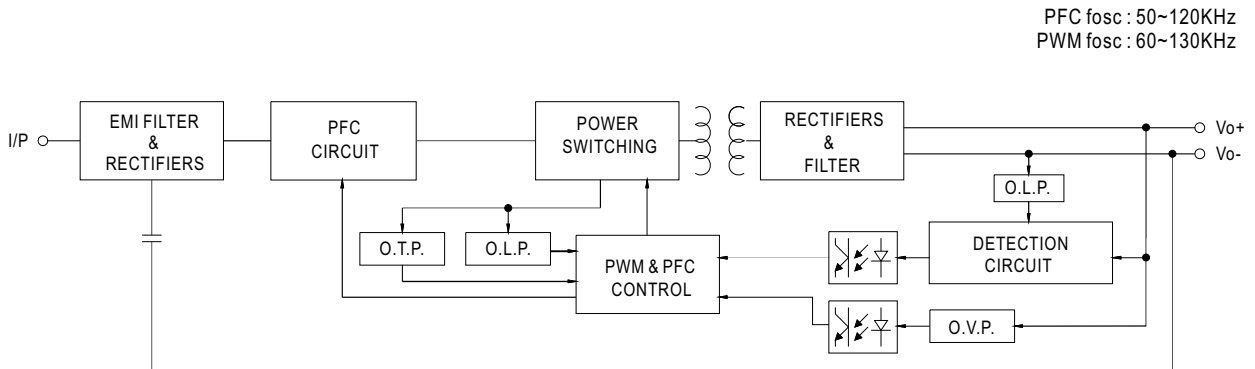 PFC fosc : 50~120KHz
PWM fosc : 60~130KHz
I/P
EMI FILTER
&
RECTIFIERS
PFC
CIRCUIT
POWER
SWITCHING
RECTIFIERS
&
FILTER
Vo+
Vo-
O.L.P.
O.T.P.
O.L.P.
PWM & PFC
CONTROL
DETECTION
CIRCUIT
O.V.P.